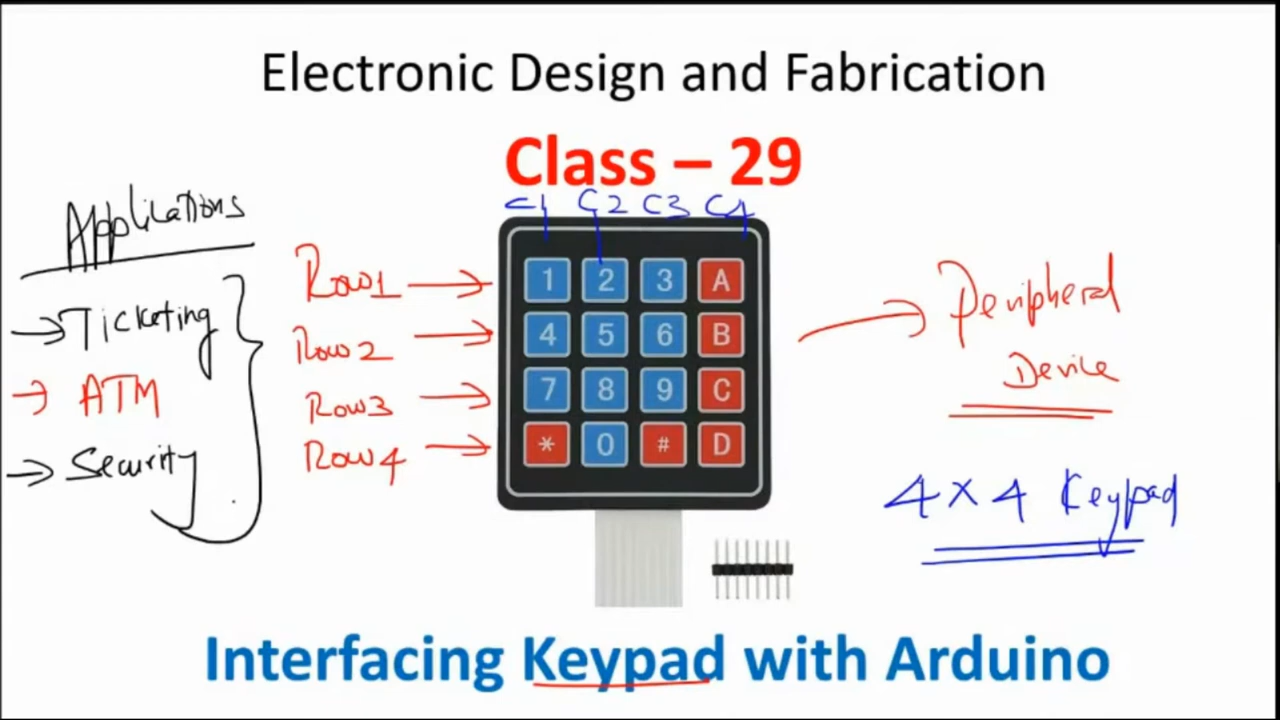 Electronic Design and Fabrication
Class – 29
C1 C2 C3 C4
Applications
Ticketing
ATM
Security
Row1
Row2
Row3
Row4
1 2 3 A
4 5 6 B
7 8 9 C
* 0 # D
Peripheral
Device
4×4 Keypad
Interfacing Keypad with Arduino